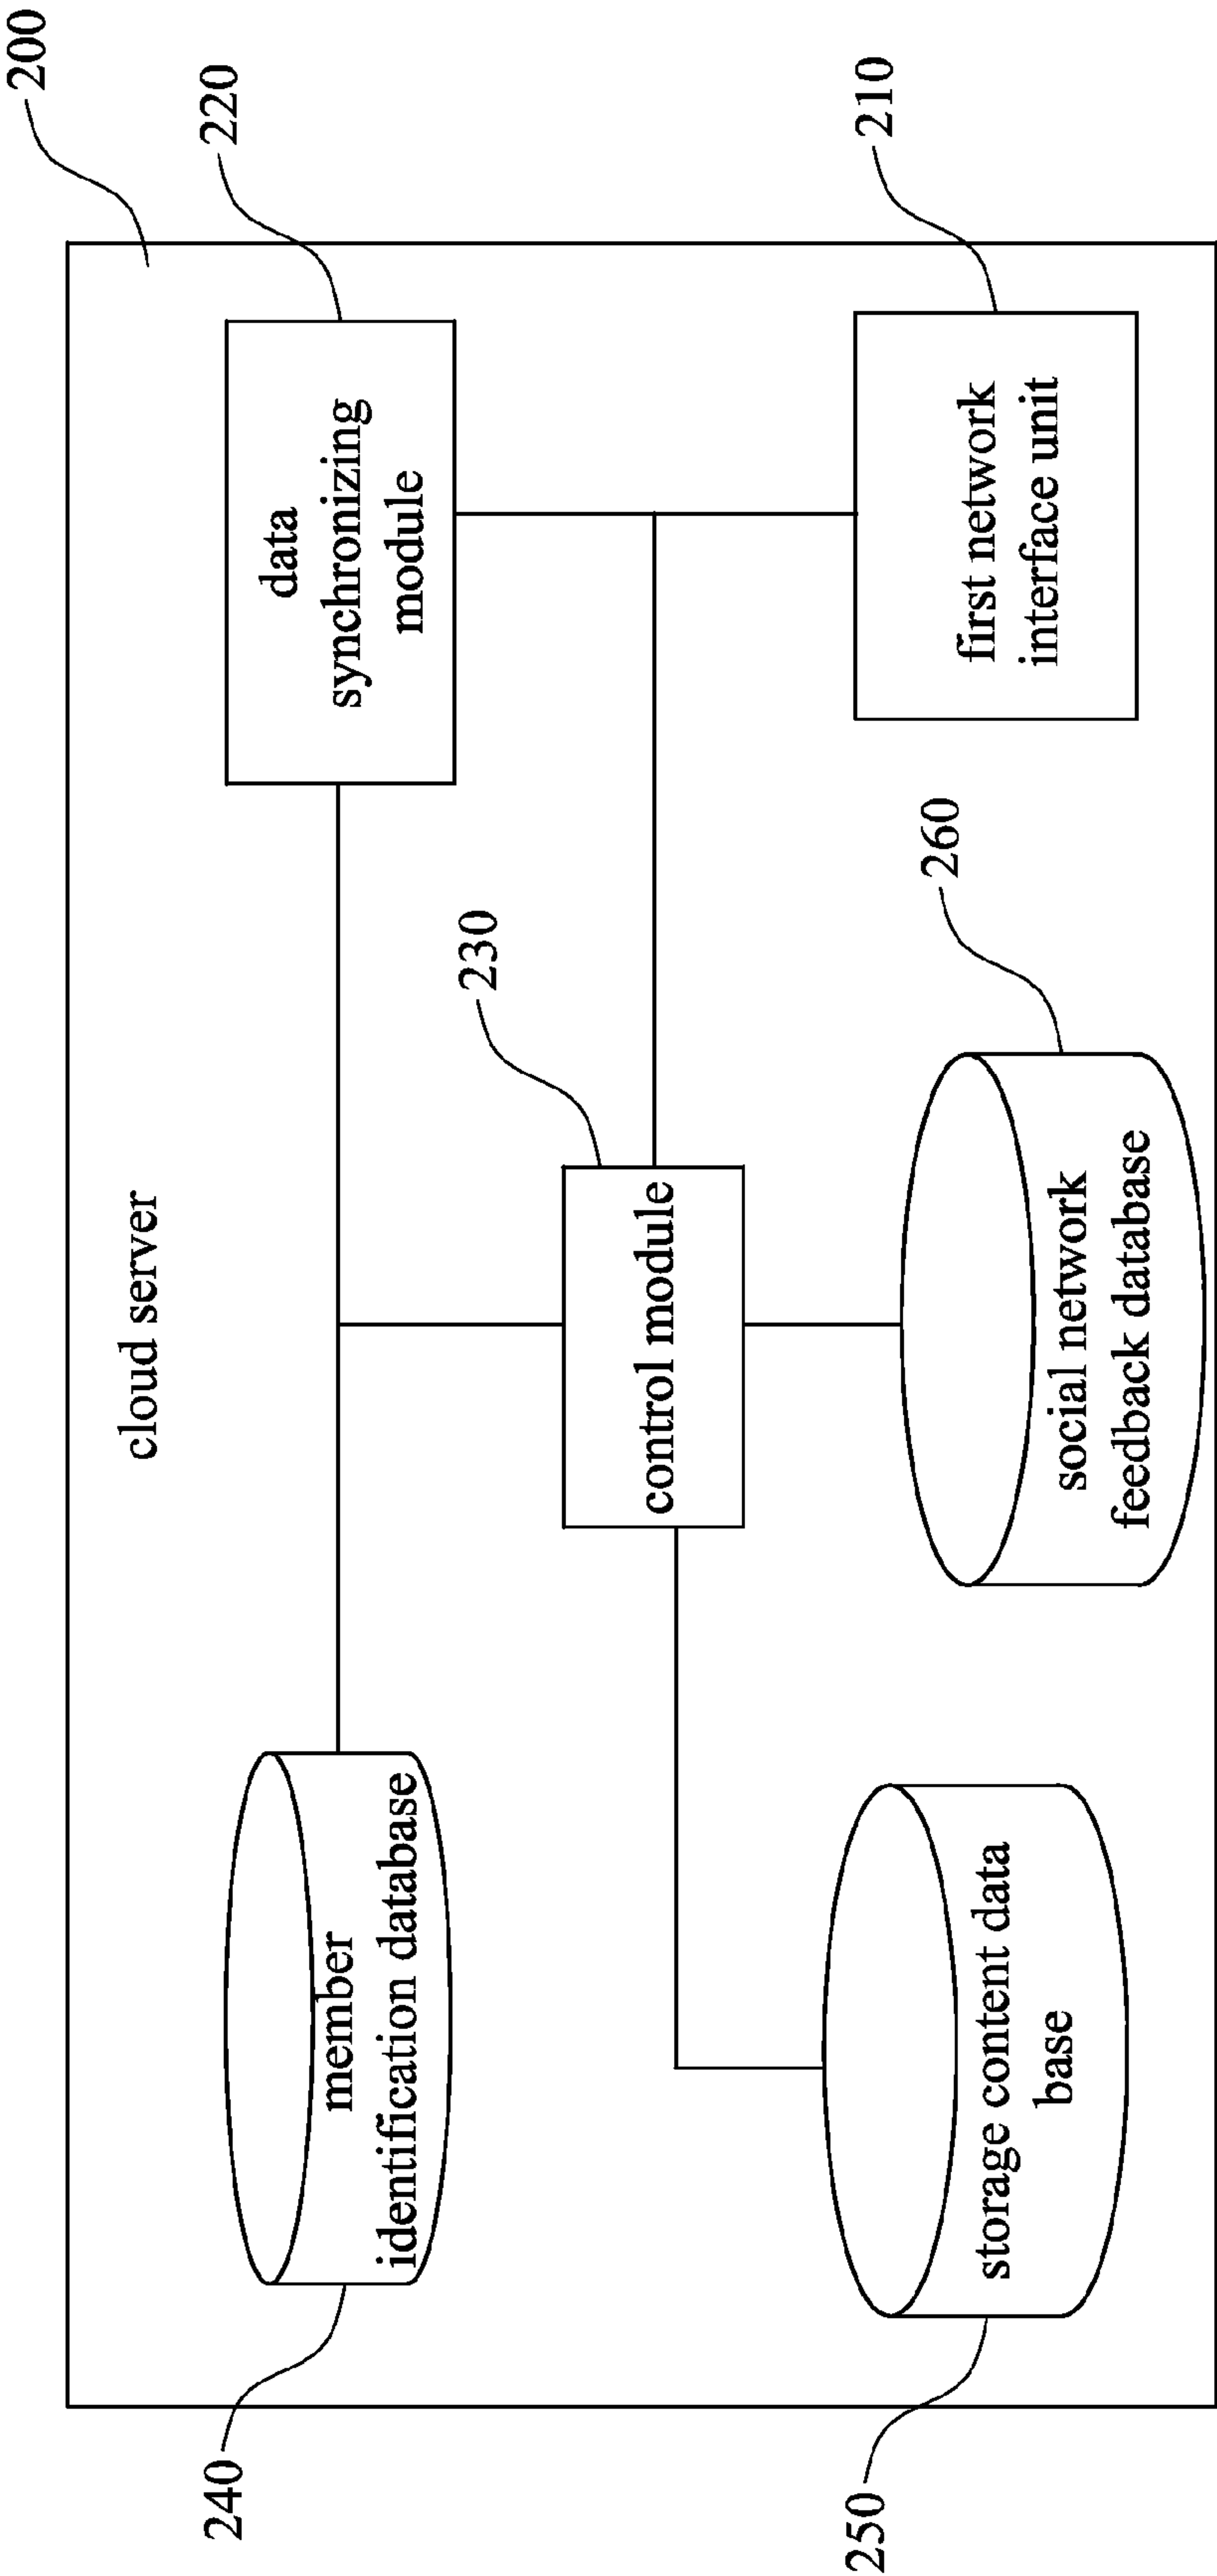 200
cloud server
240
member
identification database
data
synchronizing
module
220
230
control module
250
storage content data
base
social network
feedback database
260
first network
interface unit
210